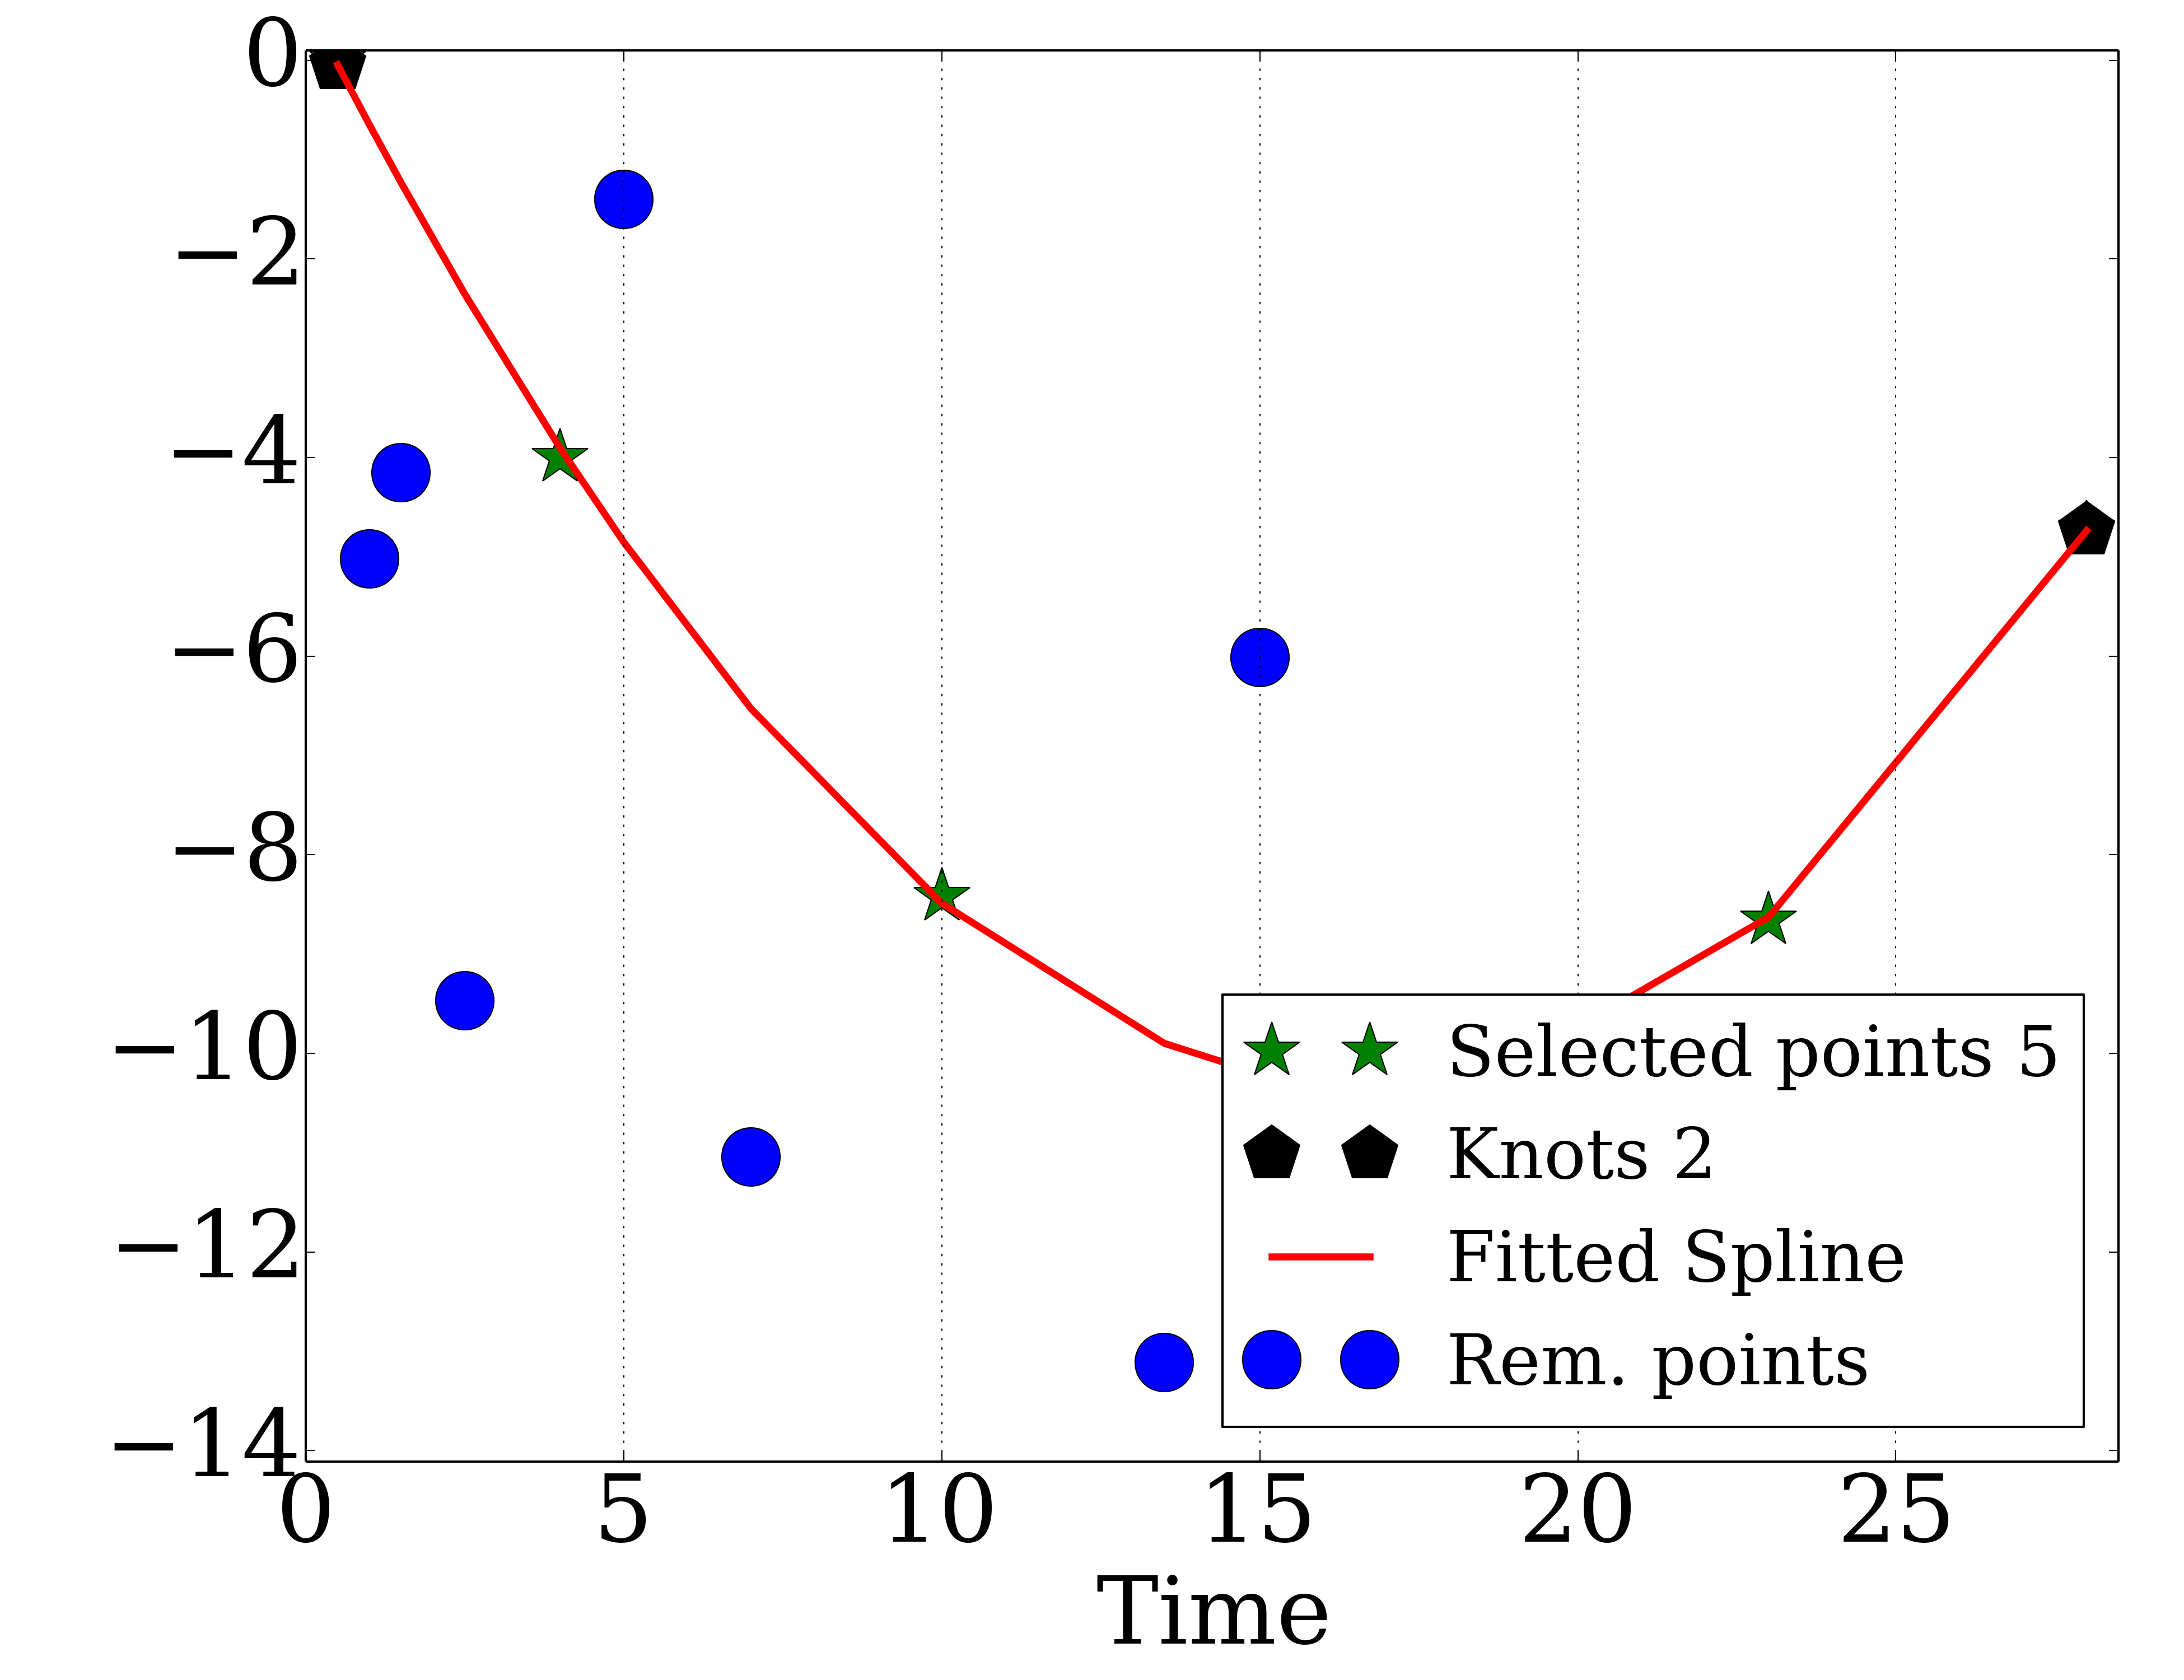 0
−2
−4
−6
−8
−10
−12
−14
0 5 10 15 20 25
Time
Selected points 5
Knots 2
Fitted Spline
Rem. points